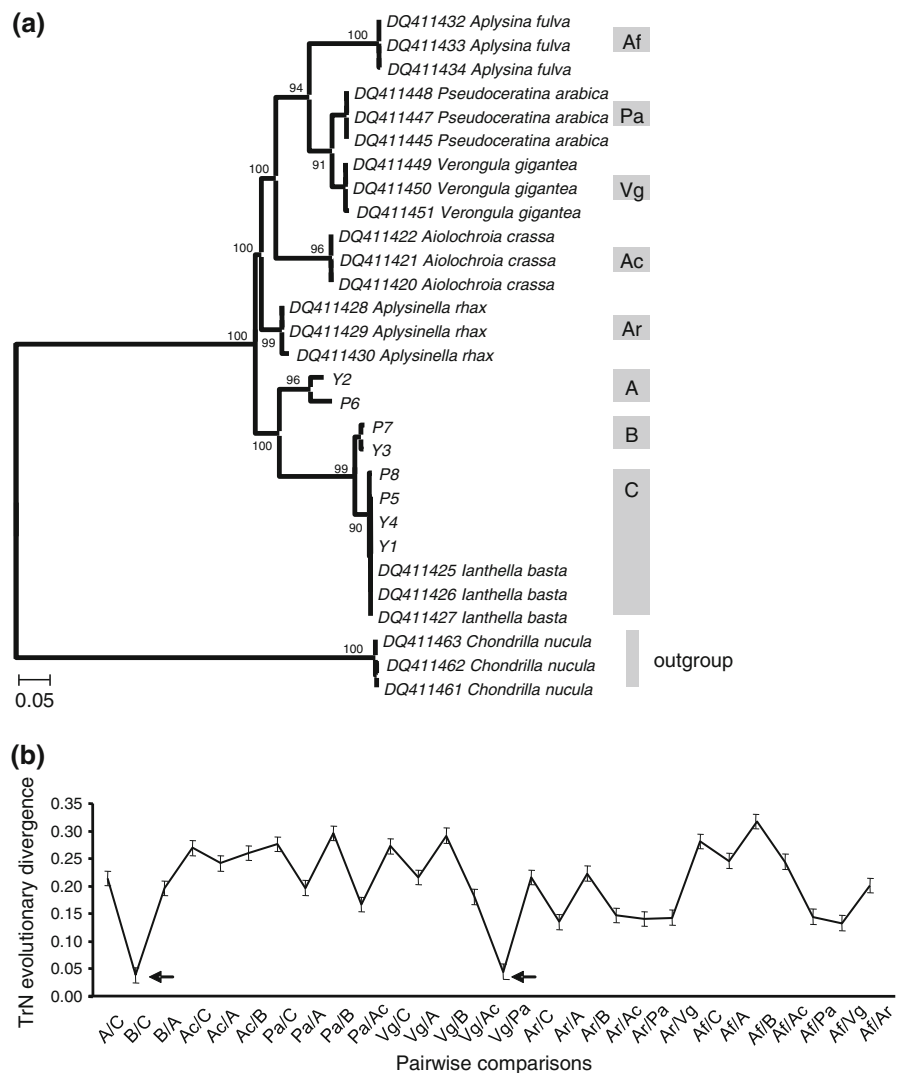 (a)
DQ411432 Aplysina fulva
100
DQ411433 Aplysina fulva
Af
DQ411434 Aplysina fulva
94
DQ411448 Pseudoceratina arabica
DQ411447 Pseudoceratina arabica
Pa
DQ411445 Pseudoceratina arabica
91
DQ411449 Verongula gigantea
100
DQ411450 Verongula gigantea
Vg
DQ411451 Verongula gigantea
DQ411422 Aiolochroia crassa
96
100
DQ411421 Aiolochroia crassa
Ac
DQ411420 Aiolochroia crassa
DQ411428 Aplysinella rhax
DQ411429 Aplysinella rhax
Ar
100
99
DQ411430 Aplysinella rhax
96
Y2
A
P6
100
P7
B
Y3
99
P8
C
P5
90
Y4
Y1
DQ411425 Ianthella basta
DQ411426 Ianthella basta
DQ411427 Ianthella basta
100
DQ411463 Chondrilla nucula
DQ411462 Chondrilla nucula
outgroup
DQ411461 Chondrilla nucula
0.05
(b)
TrN evolutionary divergence
0.35
0.30
0.25
0.20
0.15
0.10
0.05
0.00
A/C
B/C
B/A
Ac/C
Ac/A
Ac/B
Pa/C
Pa/A
Pa/B
Pa/Ac
Vg/C
Vg/A
Vg/B
Vg/Ac
Vg/Pa
Ar/C
Ar/A
Ar/B
Ar/Ac
Ar/Pa
Ar/Vg
Af/C
Af/A
Af/B
Af/Ac
Af/Pa
Af/Vg
Af/Ar
Pairwise comparisons